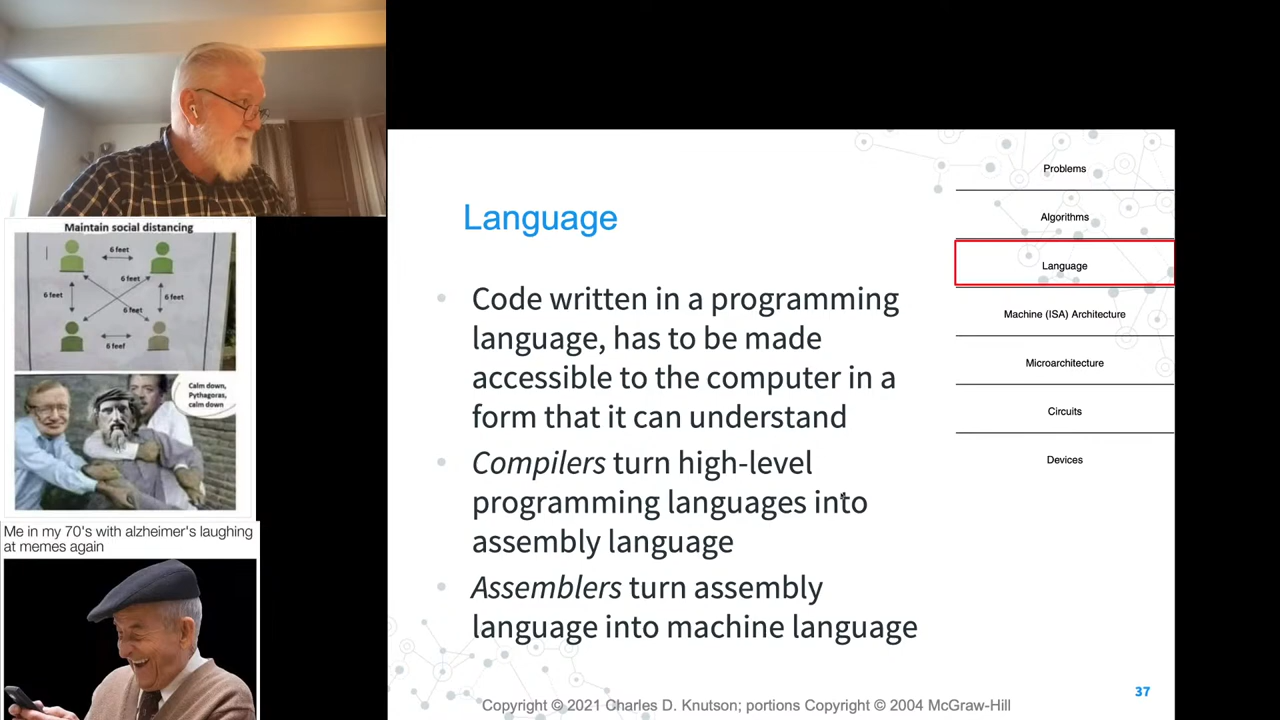 Maintain social distancing
6 feet
6 feet
6 feet
6 feet
6 feet
6 feet
Calm down,
Pythagoras,
calm down
Me in my 70's with alzheimer's laughing
at memes again
Language
• Code written in a programming
language, has to be made
accessible to the computer in a
form that it can understand
• Compilers turn high-level
programming languages into
assembly language
• Assemblers turn assembly
language into machine language
Problems
Algorithms
Language
Machine (ISA) Architecture
Microarchitecture
Circuits
Devices
Copyright © 2021 Charles D. Knutson; portions Copyright © 2004 McGraw-Hill
37